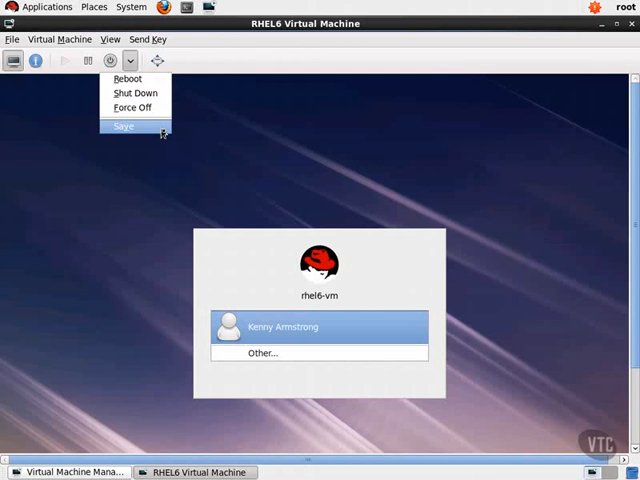 Applications Places System root
RHEL6 Virtual Machine
File Virtual Machine View Send Key
Reboot
Shut Down
Force Off
Save
rhel6-vm
Kenny Armstrong
Other...
VTC
Virtual Machine Mana... RHEL6 Virtual Machine